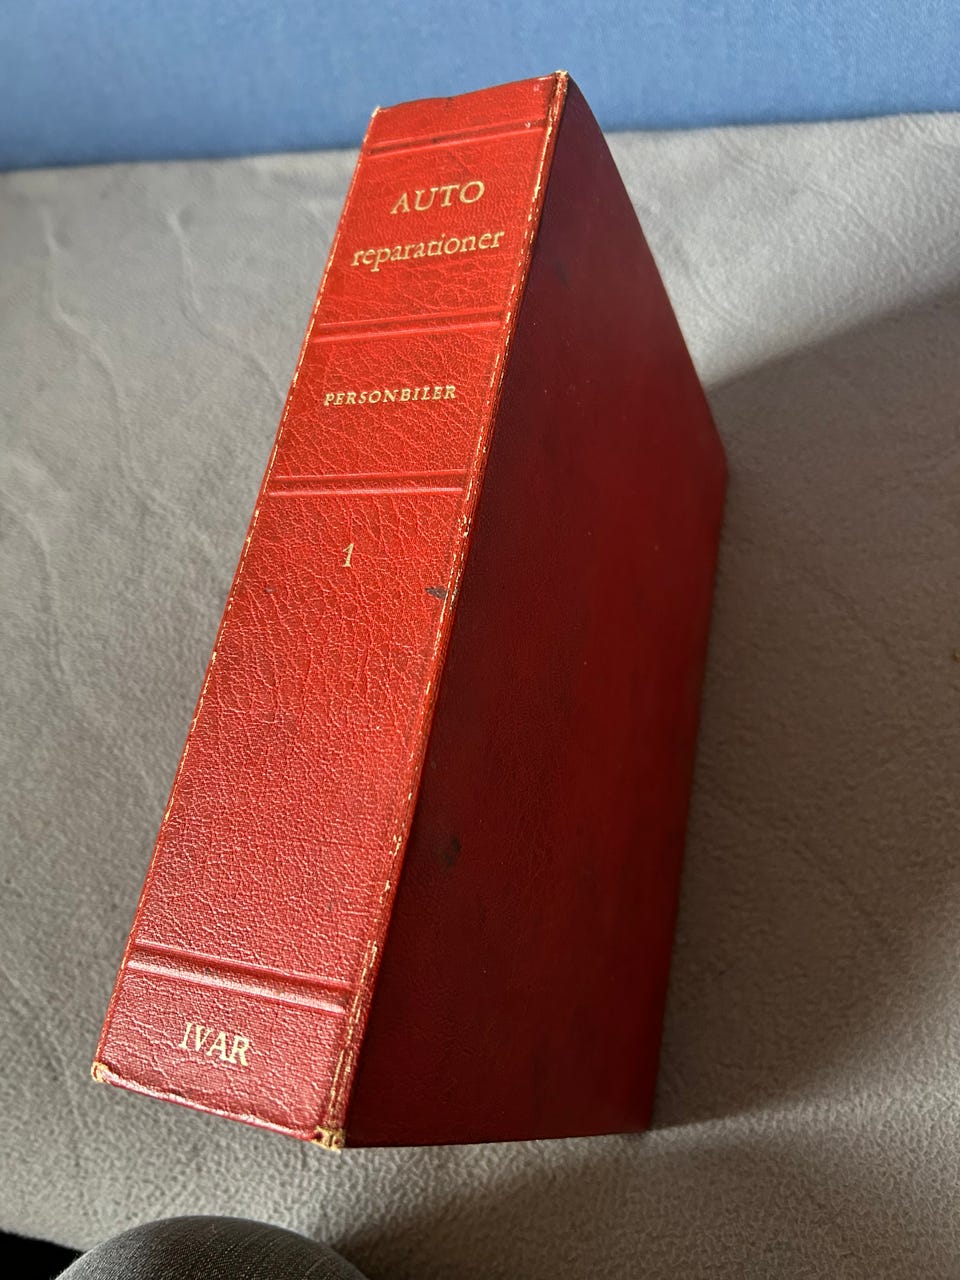 AUTO
reparationer
PERSONBILER
1
IVAR